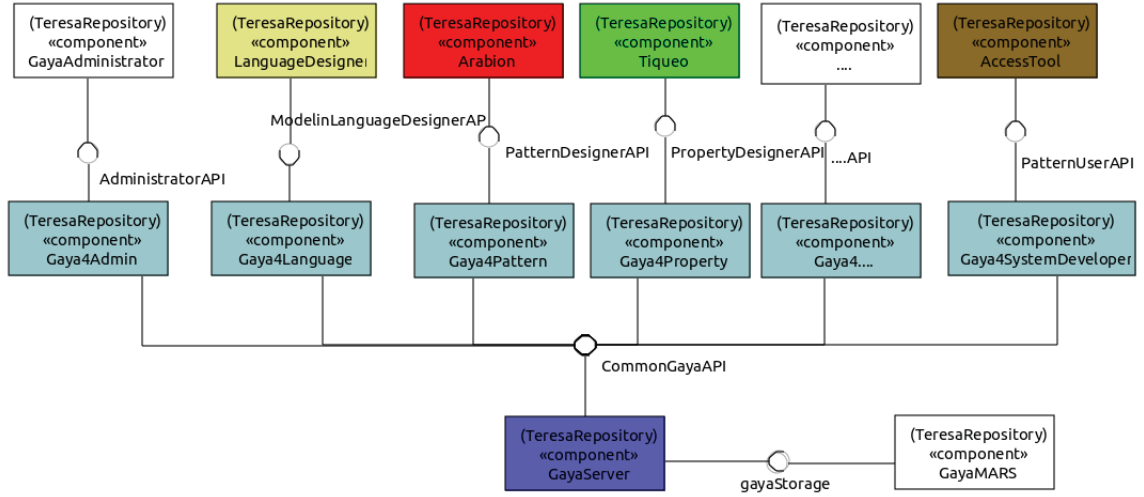 (TeresaRepository)
«component»
GayaAdministrator
(TeresaRepository)
«component»
LanguageDesigner
(TeresaRepository)
«component»
Arabion
(TeresaRepository)
«component»
Tiqueo
(TeresaRepository)
«component»
....
(TeresaRepository)
«component»
AccessTool
ModelinLanguageDesignerAP
AdministratorAPI
PatternDesignerAPI
PropertyDesignerAPI
....API
PatternUserAPI
(TeresaRepository)
«component»
Gaya4Admin
(TeresaRepository)
«component»
Gaya4Language
(TeresaRepository)
«component»
Gaya4Pattern
(TeresaRepository)
«component»
Gaya4Property
(TeresaRepository)
«component»
Gaya4....
(TeresaRepository)
«component»
Gaya4SystemDeveloper
CommonGayaAPI
(TeresaRepository)
«component»
GayaServer
gayaStorage
(TeresaRepository)
«component»
GayaMARS